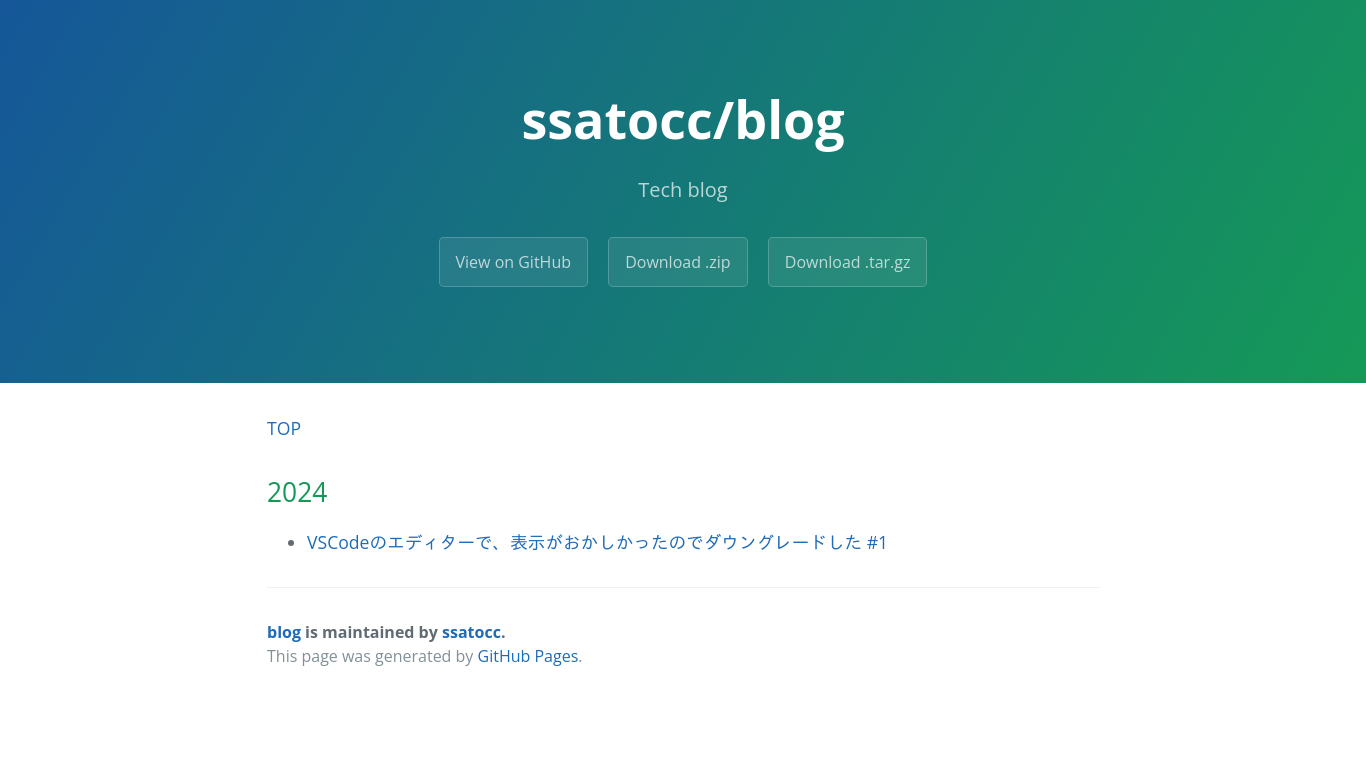 ssatocc/blog
Tech blog
View on GitHub
Download .zip
Download .tar.gz
TOP
2024
VSCodeのエディターで、表示がおかしかったのでダウングレードした #1
blog is maintained by ssatocc.
This page was generated by GitHub Pages.